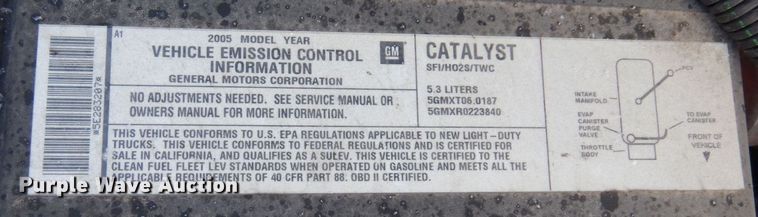 A1
2005 MODEL YEAR
VEHICLE EMISSION CONTROL
INFORMATION
GENERAL MOTORS CORPORATION
GM
CATALYST
SFI/HO2S/TWC
NO ADJUSTMENTS NEEDED. SEE SERVICE MANUAL OR
OWNERS MANUAL FOR MORE INFORMATION.
5.3 LITERS
5GMXT06.0187
5GMXR0223840
THIS VEHICLE CONFORMS TO U.S. EPA REGULATIONS APPLICABLE TO NEW LIGHT-DUTY
TRUCKS. THIS VEHICLE CONFORMS TO FEDERAL REGULATIONS AND IS CERTIFIED FOR
SALE IN CALIFORNIA, AND QUALIFIES AS A SULEV. THIS VEHICLE IS CERTIFIED TO THE
CLEAN FUEL FLEET LEV STANDARDS WHEN OPERATED ON GASOLINE AND MEETS ALL THE
APPLICABLE REQUIREMENTS OF 40 CFR PART 88. OBD II CERTIFIED.
*5E283207*
PCV
INTAKE
MANIFOLD
EVAP
CANISTER
PURGE
VALVE
THROTTLE
BODY
TO EVAP
CANISTER
FRONT OF
VEHICLE
Purple Wave Auction